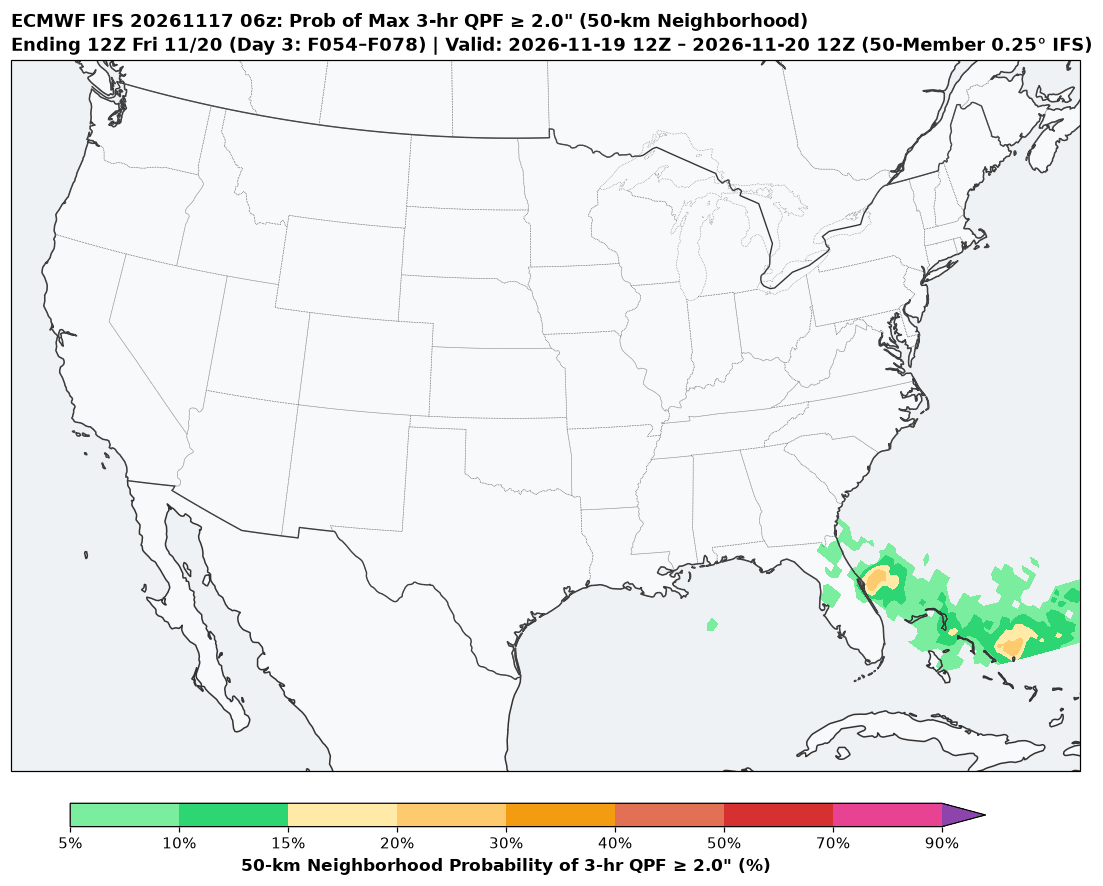 ECMWF IFS 20261117 06z: Prob of Max 3-hr QPF ≥ 2.0" (50-km Neighborhood)
Ending 12Z Fri 11/20 (Day 3: F054–F078) | Valid: 2026-11-19 12Z – 2026-11-20 12Z (50-Member 0.25° IFS)
5% 10% 15% 20% 30% 40% 50% 70% 90%
50-km Neighborhood Probability of 3-hr QPF ≥ 2.0" (%)